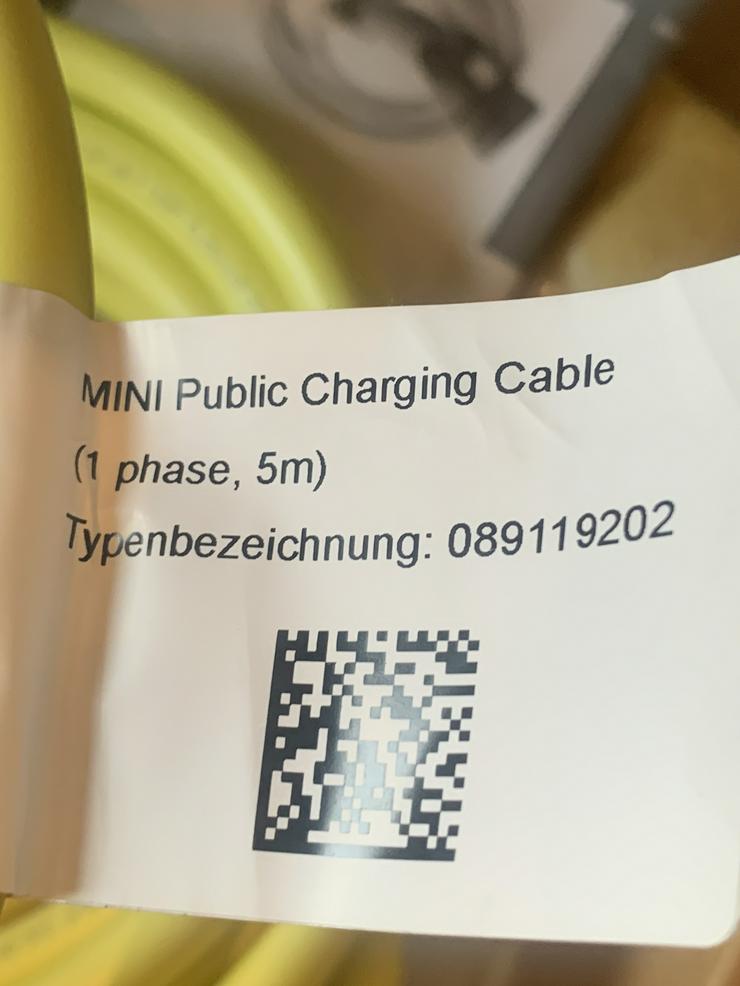 MINI Public Charging Cable
(1 phase, 5m)
Typenbezeichnung: 089119202